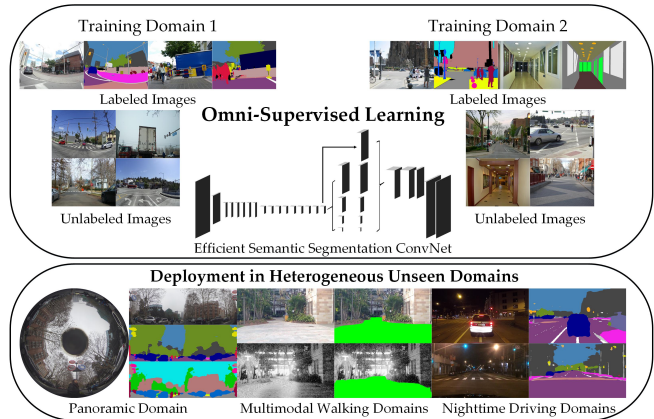 Training Domain 1
Training Domain 2
Labeled Images
Labeled Images
Omni-Supervised Learning
Unlabeled Images
Unlabeled Images
Efficient Semantic Segmentation ConvNet
Deployment in Heterogeneous Unseen Domains
Panoramic Domain
Multimodal Walking Domains
Nighttime Driving Domains